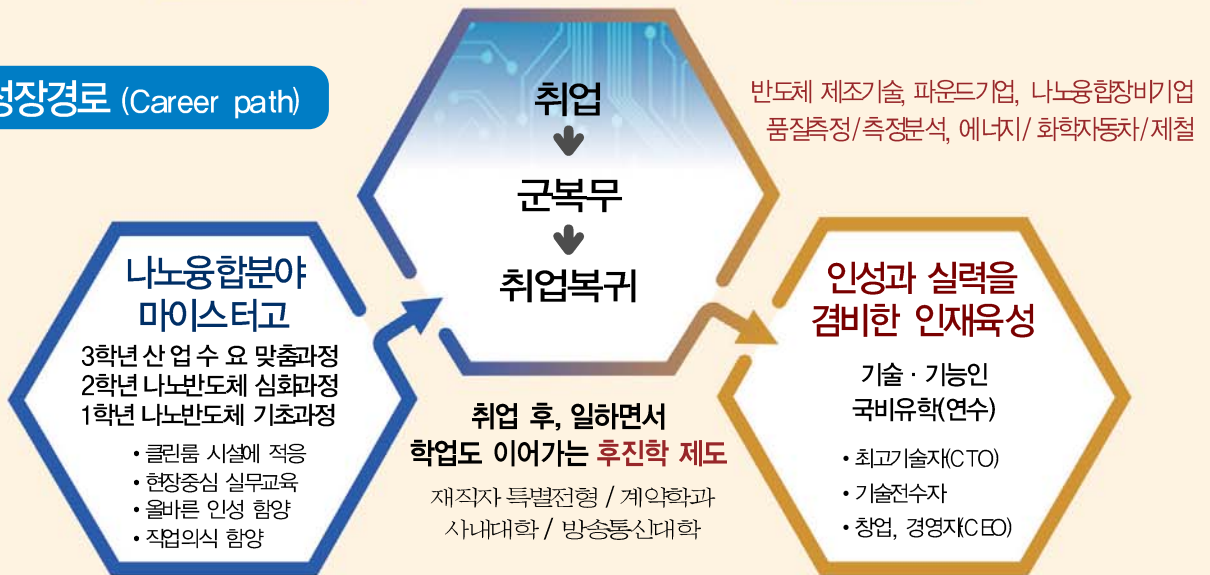 성장경로 (Career path)
취업
군복무
취업복귀
반도체 제조기술, 파운드기업, 나노융합장비기업
품질측정/측정분석, 에너지/ 화학자동차/제철
나노융합분야
마이스터고
3학년 산 업 수 요 맞춤과정
2학년 나노반도체 심화과정
1학년 나노반도체 기초과정
• 클린룸 시설에 적응
• 현장중심 실무교육
• 올바른 인성 함양
• 직업의식 함양
취업 후, 일하면서
학업도 이어가는 후진학 제도
재직자 특별전형 / 계약학과
사내대학 / 방송통신대학
인성과 실력을
겸비한 인재육성
기술 · 기능인
국비유학(연수)
• 최고기술자(CTO)
• 기술전수자
• 창업, 경영자(CEO)